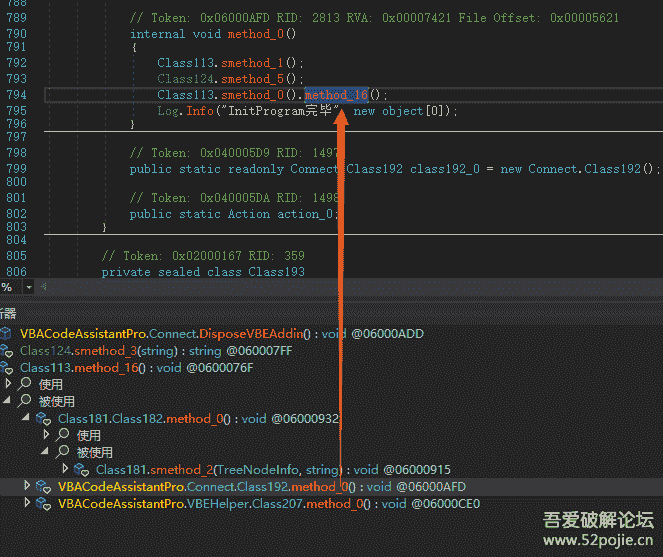 788
789 // Token: 0x06000AFD RID: 2813 RVA: 0x00007421 File Offset: 0x00005621
790 internal void method_0()
791 {
792 Class113.smethod_1();
793 Class124.smethod_5();
794 Class113.smethod_0().method_16();
795 Log.Info("InitProgram完毕" new object[0]);
796 }
797
798 // Token: 0x040005D9 RID: 1497
799 public static readonly Connect Class192 class192_0 = new Connect.Class192();
800
801 // Token: 0x040005DA RID: 1498
802 public static Action action_0;
803 }
804
805 // Token: 0x02000167 RID: 359
806 private sealed class Class193
%
析器
VBACodeAssistantPro.Connect.DisposeVBEAddin() : void @06000ADD
Class124.smethod_3(string) : string @060007FF
Class113.method_16() : void @0600076F
使用
被使用
Class181.Class182.method_0() : void @06000932
使用
被使用
Class181.smethod_2(TreeNodeInfo, string) : void @06000915
VBACodeAssistantPro.Connect.Class192.method_0() : void @06000AFD
VBACodeAssistantPro.VBEHelper.Class207.method_0() : void @06000CE0
吾爱破解论坛
www.52pojie.cn